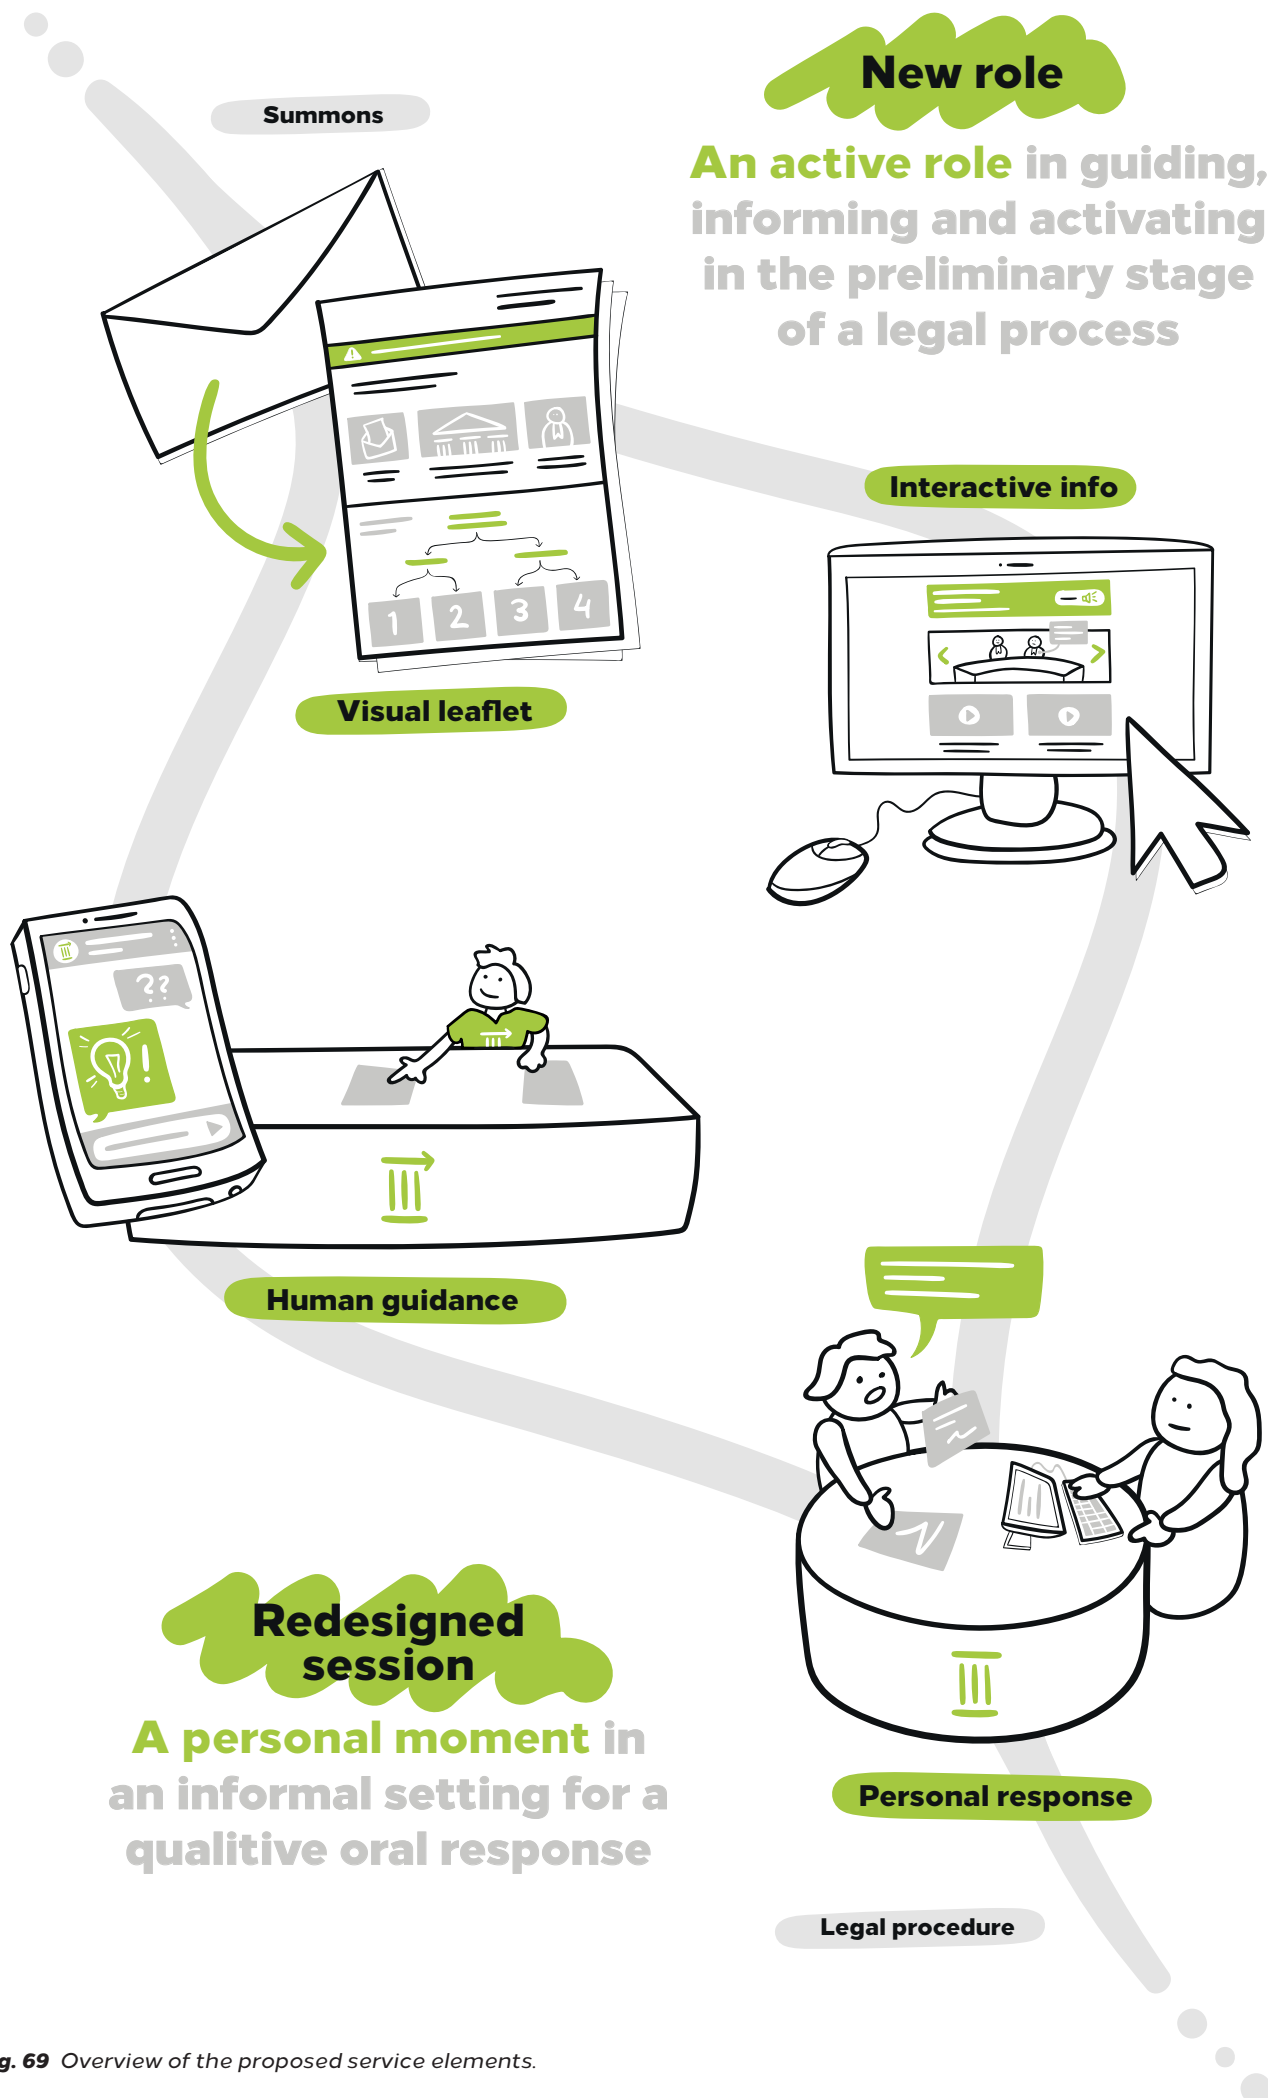 Summons
New role
An active role in guiding,
informing and activating
in the preliminary stage
of a legal process
Interactive info
1 2 3 4
Visual leaflet
??
!
Human guidance
Redesigned
session
A personal moment in
an informal setting for a
qualitive oral response
Personal response
Legal procedure
g. 69 Overview of the proposed service elements.